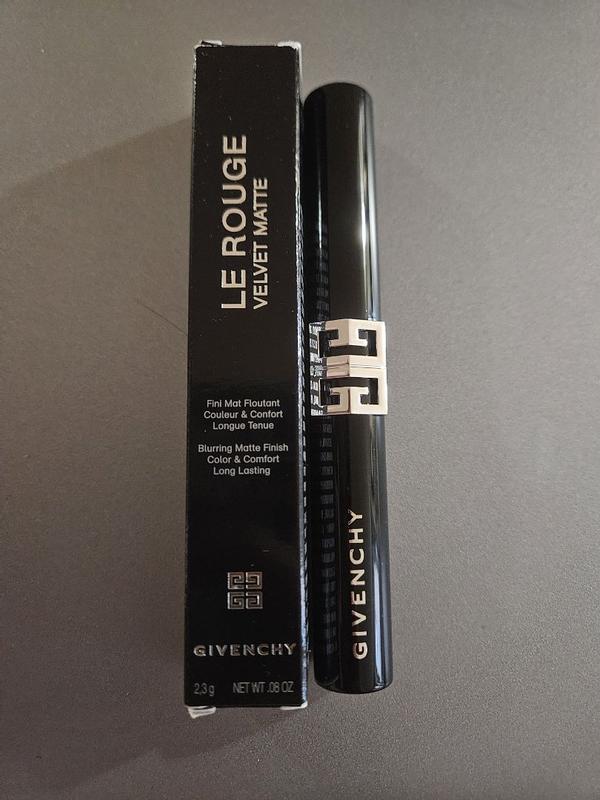 LE ROUGE
VELVET MATTE
Fini Mat Floutant
Couleur & Confort
Longue Tenue
Blurring Matte Finish
Color & Comfort
Long Lasting
GIVENCHY
2,3 g NET WT .08 OZ
GIVENCHY